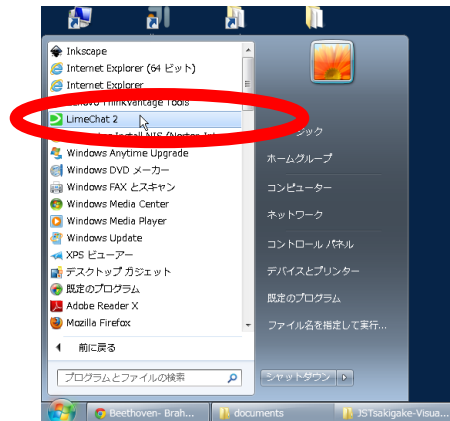 Inkscape
Internet Explorer (64 ビット)
Internet Explorer
Lenovo ThinkVantage Tools
LimeChat 2
Windows Anytime Upgrade
Windows DVD メーカー
Windows FAX とスキャン
Windows Media Center
Windows Media Player
Windows Update
XPS ビューアー
デスクトップ ガジェット
既定のプログラム
Adobe Reader X
Mozilla Firefox
前に戻る
プログラムとファイルの検索
ホームグループ
コンピューター
ネットワーク
コントロール パネル
デバイスとプリンター
既定のプログラム
ファイル名を指定して実行...
シャットダウン
Beethoven- Brah...
documents
JSTsakigake-Visua...